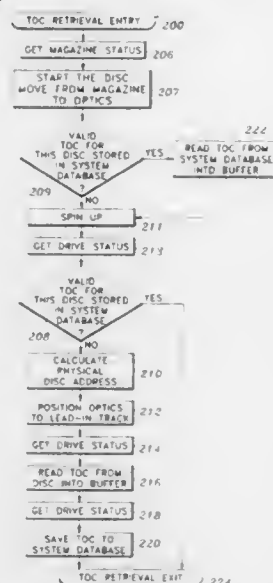 TOC RETRIEVAL ENTRY
200
GET MAGAZINE STATUS
206
START THE DISC
MOVE FROM MAGAZINE
TO OPTICS
207
VALID
TOC FOR
THIS DISC STORED
IN SYSTEM
DATABASE
?
YES
209
NO
222
READ TOC FROM
SYSTEM DATABASE
INTO BUFFER
SPIN UP
211
GET DRIVE STATUS
213
VALID
TOC FOR
THIS DISC STORED
IN SYSTEM
DATABASE
?
YES
208
NO
CALCULATE
PHYSICAL
DISC ADDRESS
210
POSITION OPTICS
TO LEAD-IN TRACK
212
GET DRIVE STATUS
214
READ TOC FROM
DISC INTO BUFFER
216
GET DRIVE STATUS
218
SAVE TOC TO
SYSTEM DATABASE
220
TOC RETRIEVAL EXIT
224